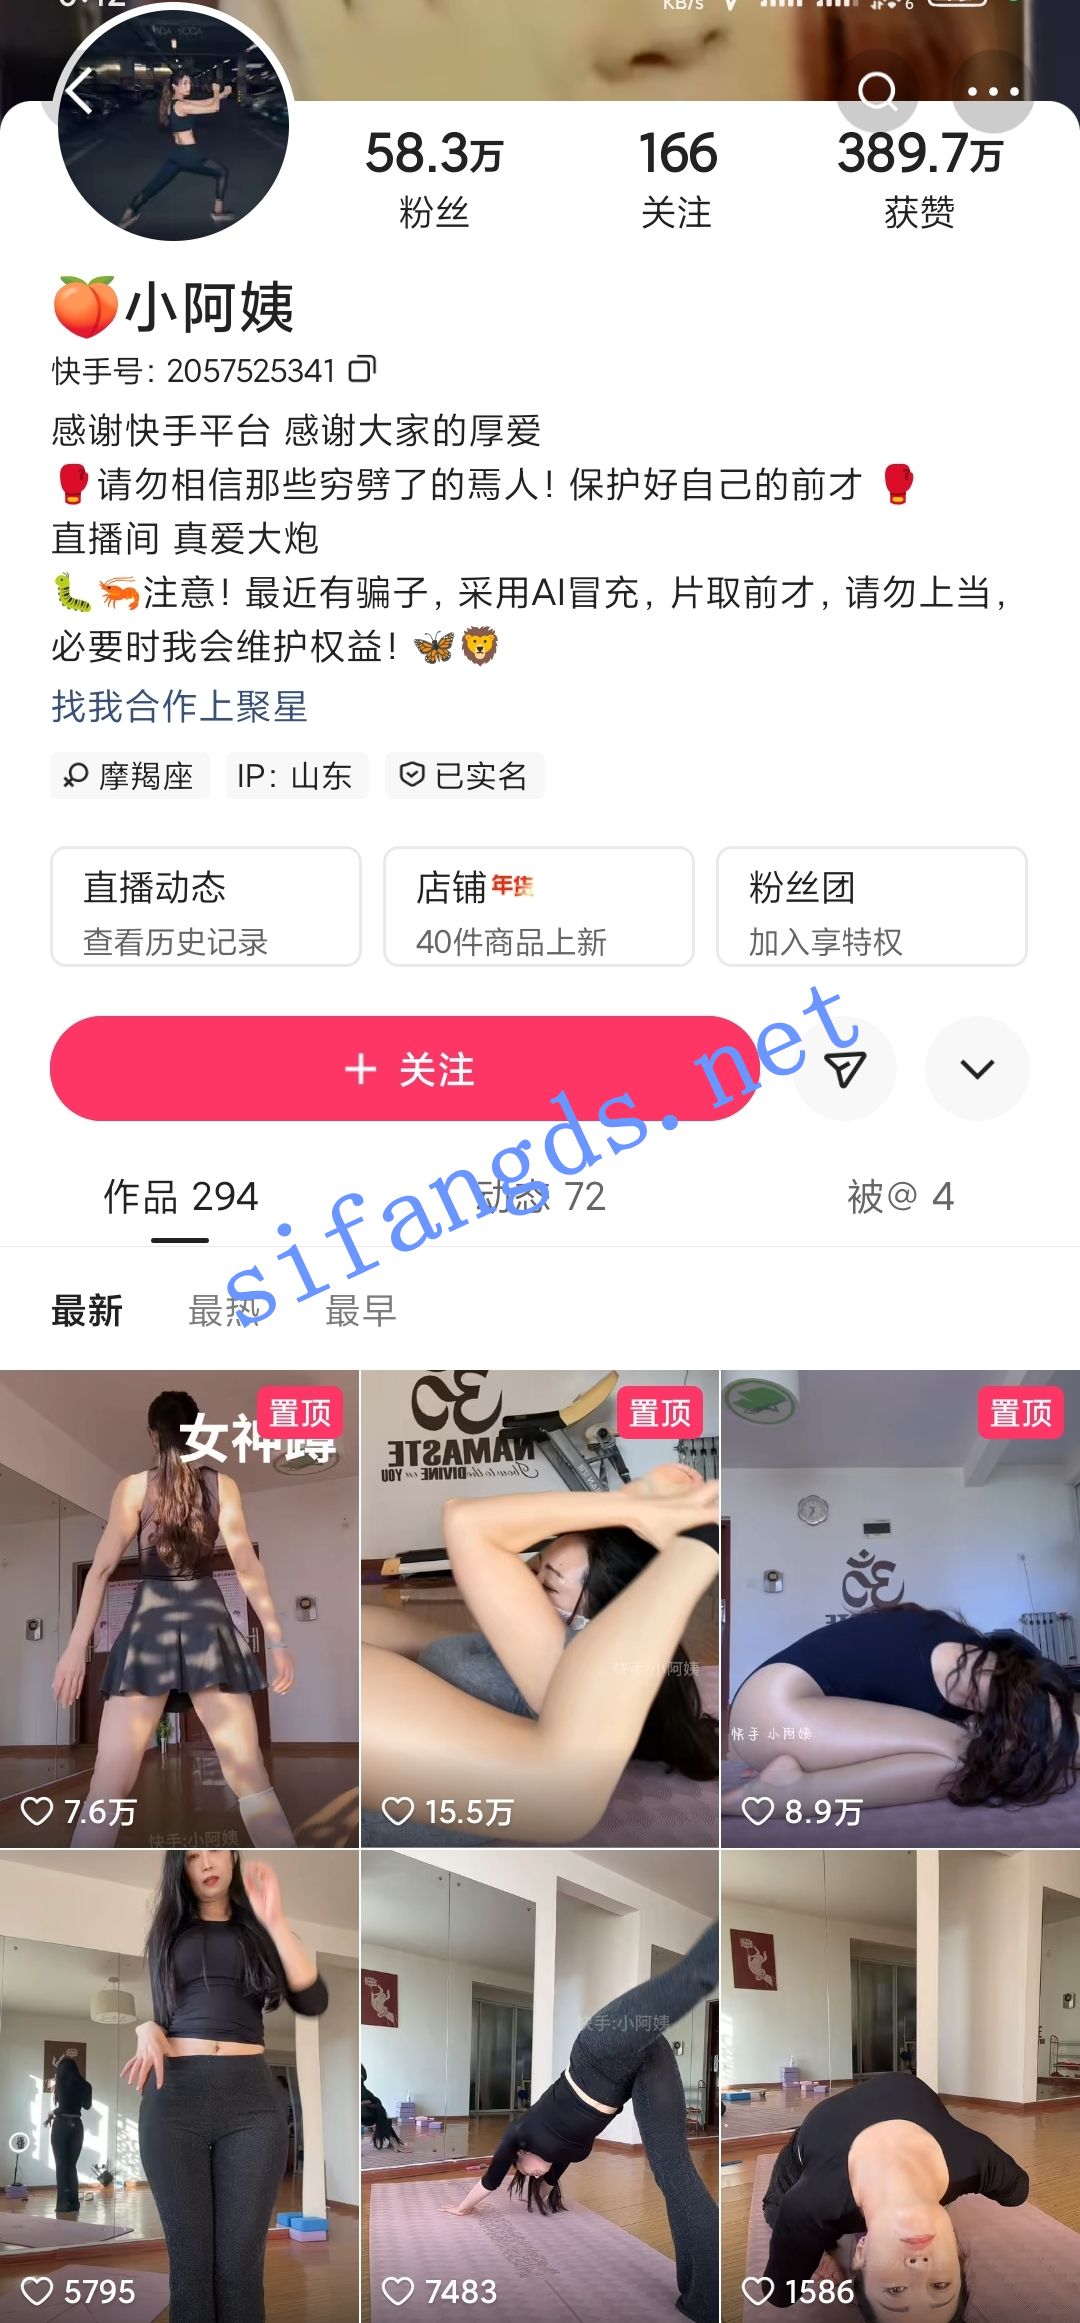 IDA YOGA
KB/s
6
58.3万
166
389.7万
粉丝
关注
获赞
🍑小阿姨
快手号：2057525341
感谢快手平台 感谢大家的厚爱
🥊请勿相信那些穷劈了的焉人！保护好自己的前才 🥊
直播间 真爱大炮
🐛🦐注意！最近有骗子，采用AI冒充，片取前才，请勿上当，
必要时我会维护权益！🦋🦁
找我合作上聚星
摩羯座
IP：山东
已实名
直播动态
店铺年货
粉丝团
查看历史记录
40件商品上新
加入享特权
+ 关注
sifangds.net
作品 294
动态 72
被@ 4
最新
最热
最早
置顶
女神蹲
7.6万
快手:小阿姨
置顶
NAMASTE
I bow to the DIVINE in YOU
快手:小阿姨
15.5万
置顶
快手 小阿姨
8.9万
5795
快手:小阿姨
7483
1586